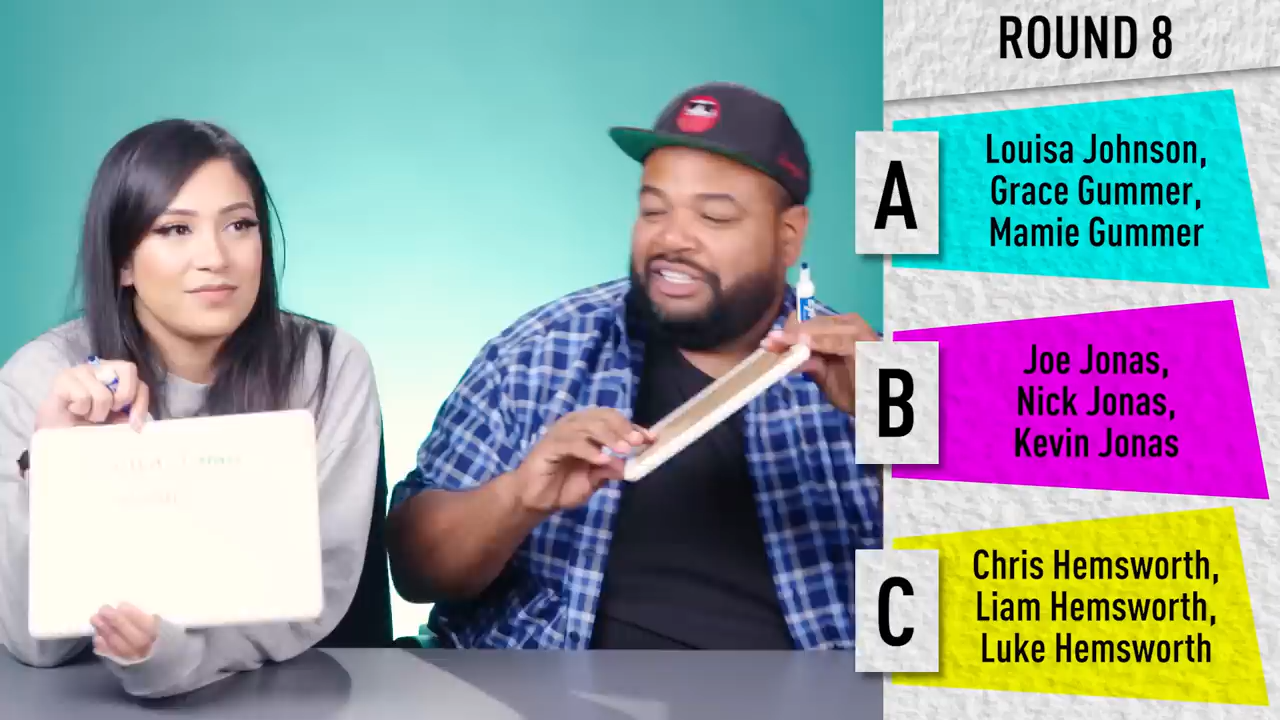 ROUND 8
A
Louisa Johnson,
Grace Gummer,
Mamie Gummer
B
Joe Jonas,
Nick Jonas,
Kevin Jonas
C
Chris Hemsworth,
Liam Hemsworth,
Luke Hemsworth